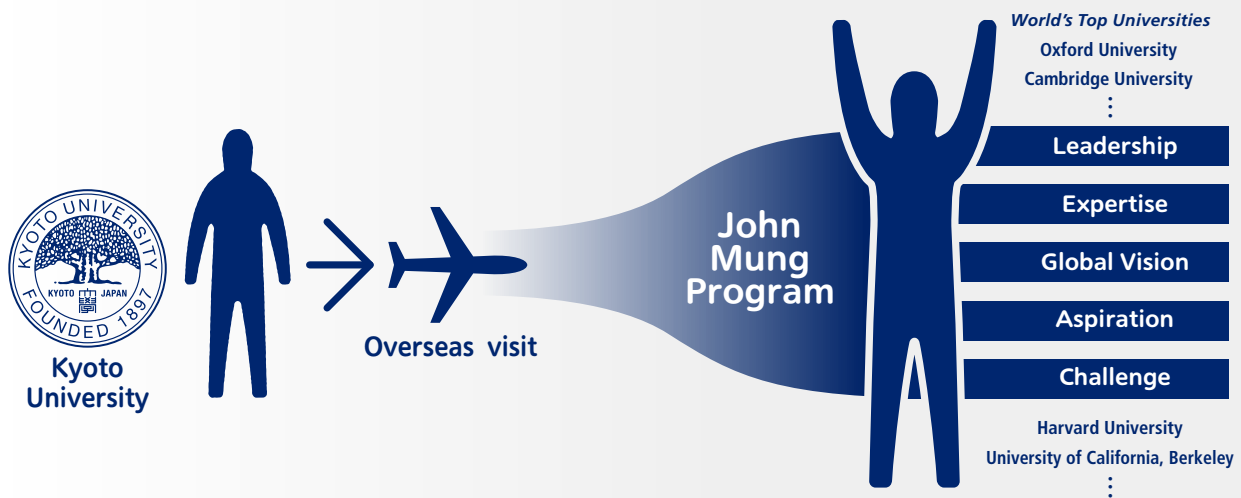 KYOTO UNIVERSITY
KYOTO JAPAN
FOUNDED 1897
Kyoto
University
Overseas visit
John
Mung
Program
World's Top Universities
Oxford University
Cambridge University
Leadership
Expertise
Global Vision
Aspiration
Challenge
Harvard University
University of California, Berkeley